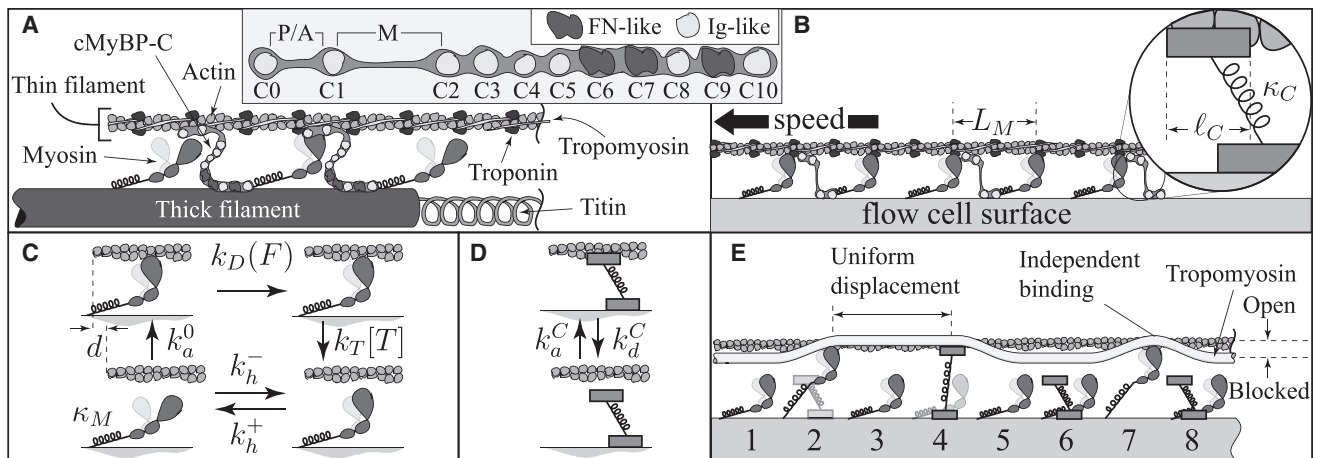 A
cMyBP-C
P/A
M
FN-like
Ig-like
C0 C1 C2 C3 C4 C5 C6 C7 C8 C9 C10
Actin
Thin filament
Myosin
Tropomyosin
Troponin
Thick filament
Titin
B
speed
L_M
κ_C
ℓ_C
flow cell surface
C
k_D(F)
d
k_a^0
k_T[T]
k_h^-
k_h^+
κ_M
D
k_a^C
k_d^C
E
Uniform
displacement
Independent
binding
Tropomyosin
Open
Blocked
1 2 3 4 5 6 7 8